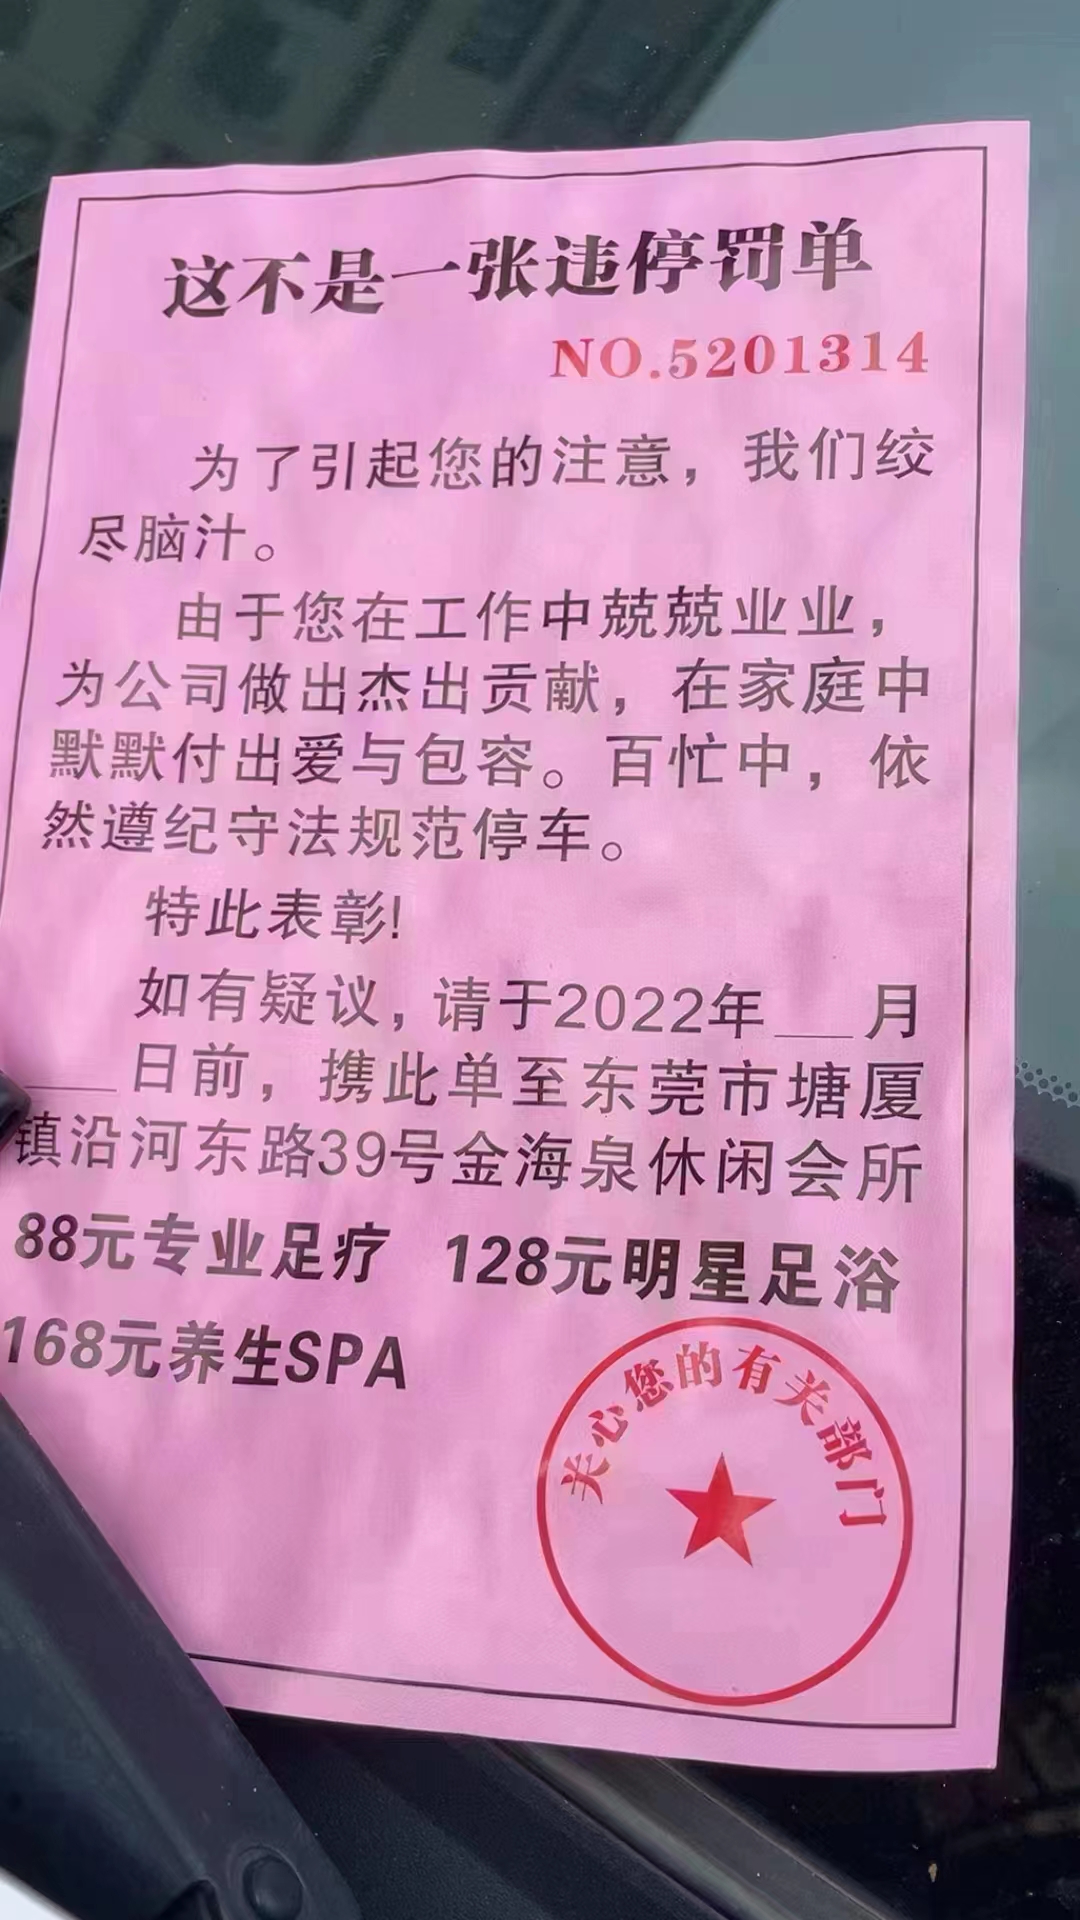 这不是一张违停罚单
NO.5201314
为了引起您的注意，我们绞
尽脑汁。
由于您在工作中兢兢业业，
为公司做出杰出贡献，在家庭中
默默付出爱与包容。百忙中，依
然遵纪守法规范停车。
特此表彰!
如有疑议，请于2022年__月
__日前，携此单至东莞市塘厦
镇沿河东路39号金海泉休闲会所
88元专业足疗 128元明星足浴
168元养生SPA
关心您的有关部门